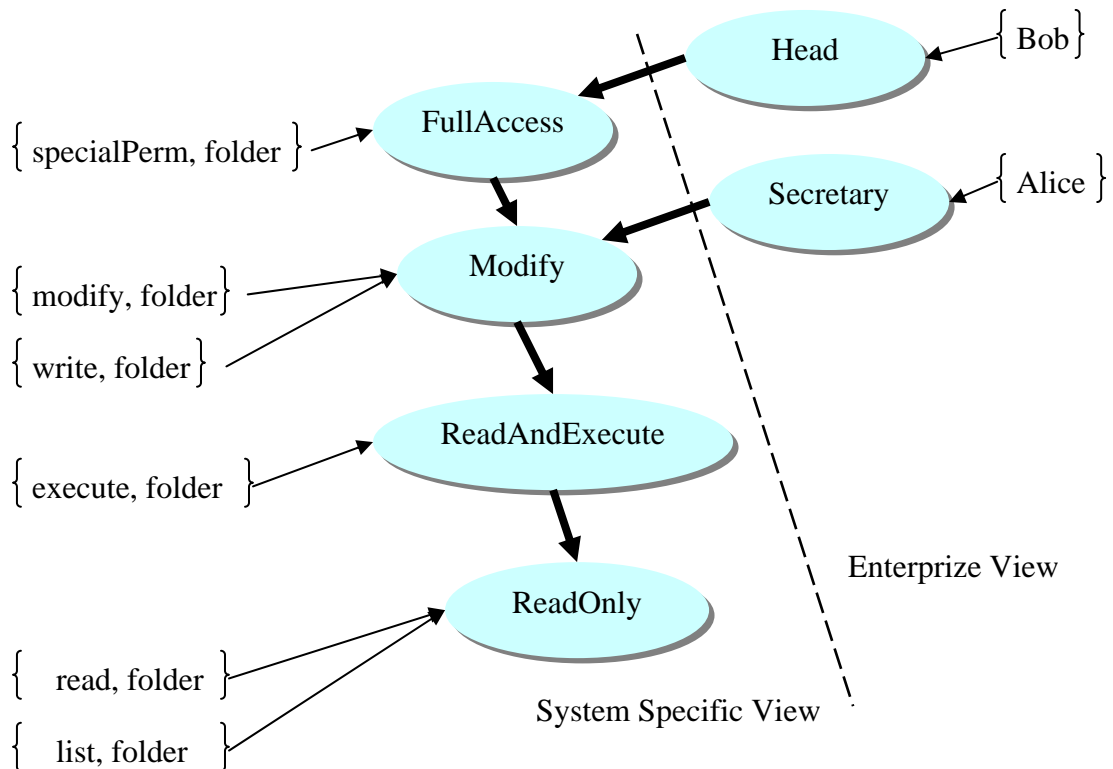 Head
{ Bob }
FullAccess
{ specialPerm, folder }
Secretary
{ Alice }
Modify
{ modify, folder }
{ write, folder }
ReadAndExecute
{ execute, folder }
Enterprize View
ReadOnly
{ read, folder }
System Specific View
{ list, folder }